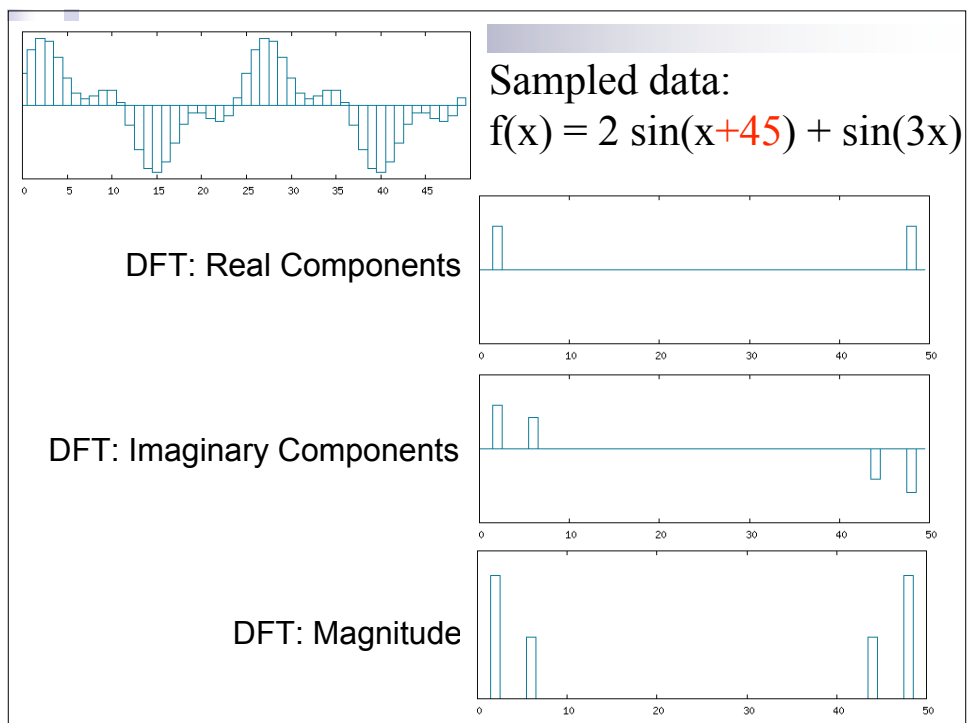 Sampled data:
f(x) = 2 sin(x+45) + sin(3x)
0 5 10 15 20 25 30 35 40 45
DFT: Real Components
0 10 20 30 40 50
DFT: Imaginary Components
0 10 20 30 40 50
DFT: Magnitude
0 10 20 30 40 50